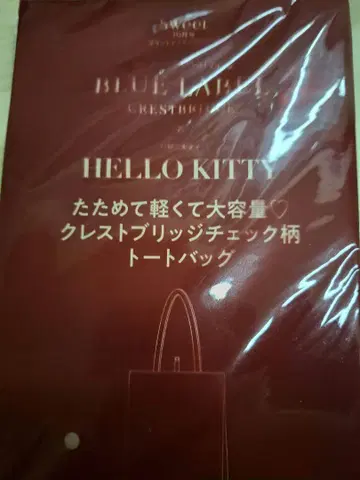 sweet
BLUE LABEL
CRESTBRIDGE
HELLO KITTY
たためて軽くて大容量♡
クレストブリッジチェック柄
トートバッグ